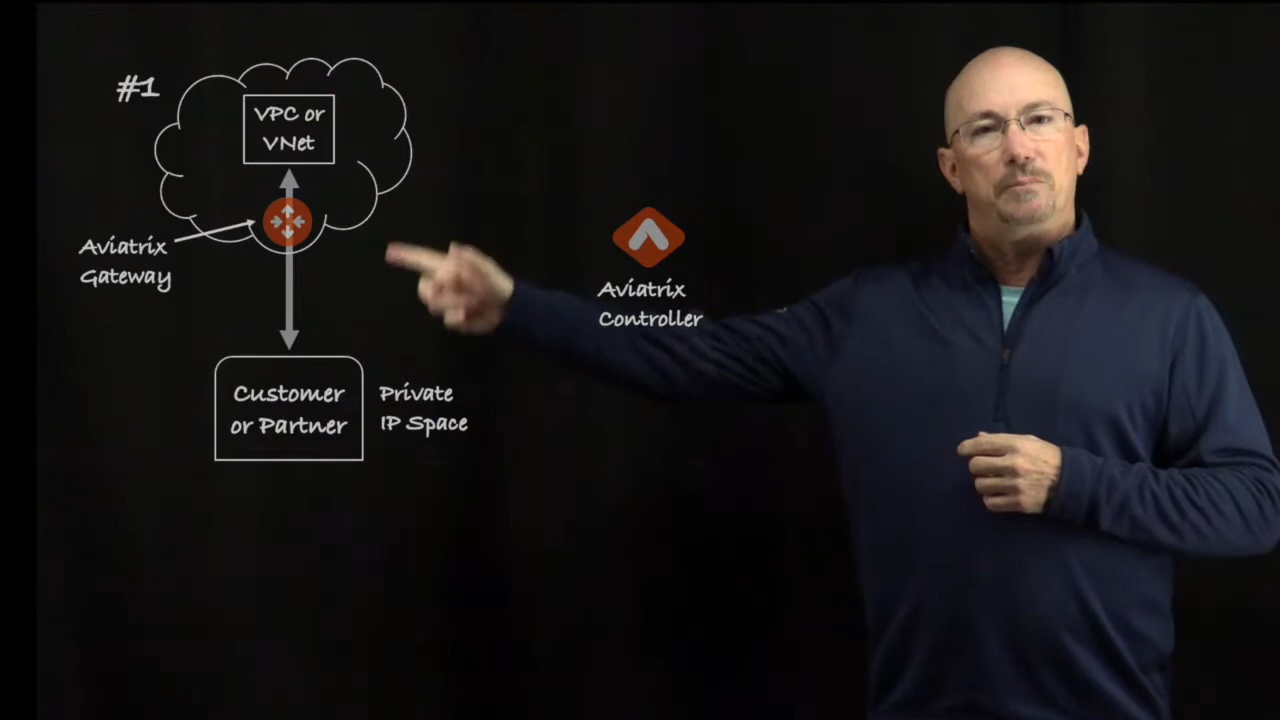 #1
VPC or
VNet
Aviatrix
Gateway
Aviatrix
Controller
Customer
or Partner
Private
IP Space